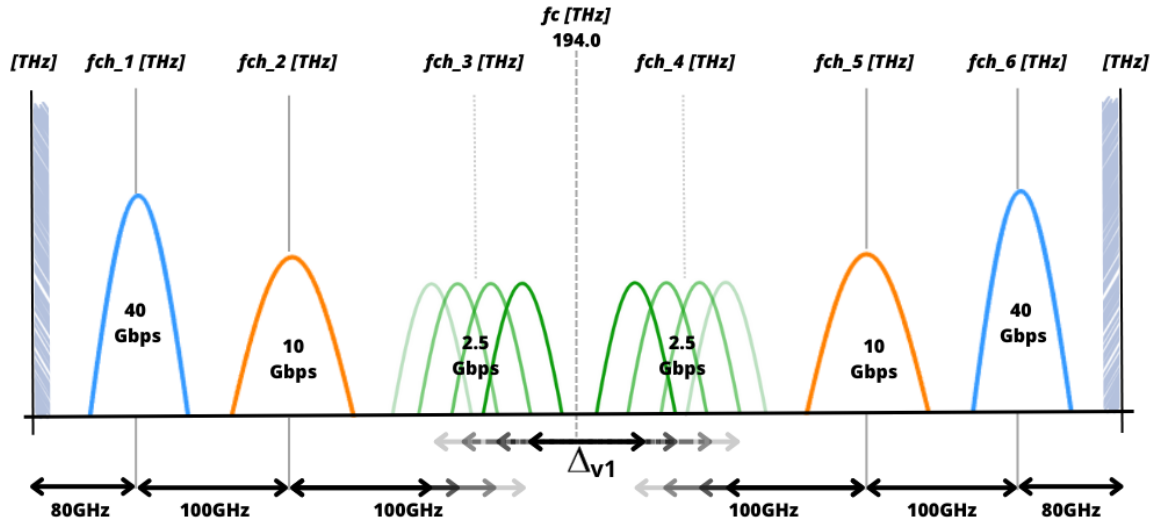 fc [THz]
194.0
[THz] fch_1 [THz] fch_2 [THz] fch_3 [THz] fch_4 [THz] fch_5 [THz] fch_6 [THz] [THz]
40
Gbps
10
Gbps
2.5
Gbps
2.5
Gbps
10
Gbps
40
Gbps
Δv1
80GHz 100GHz 100GHz 100GHz 100GHz 80GHz